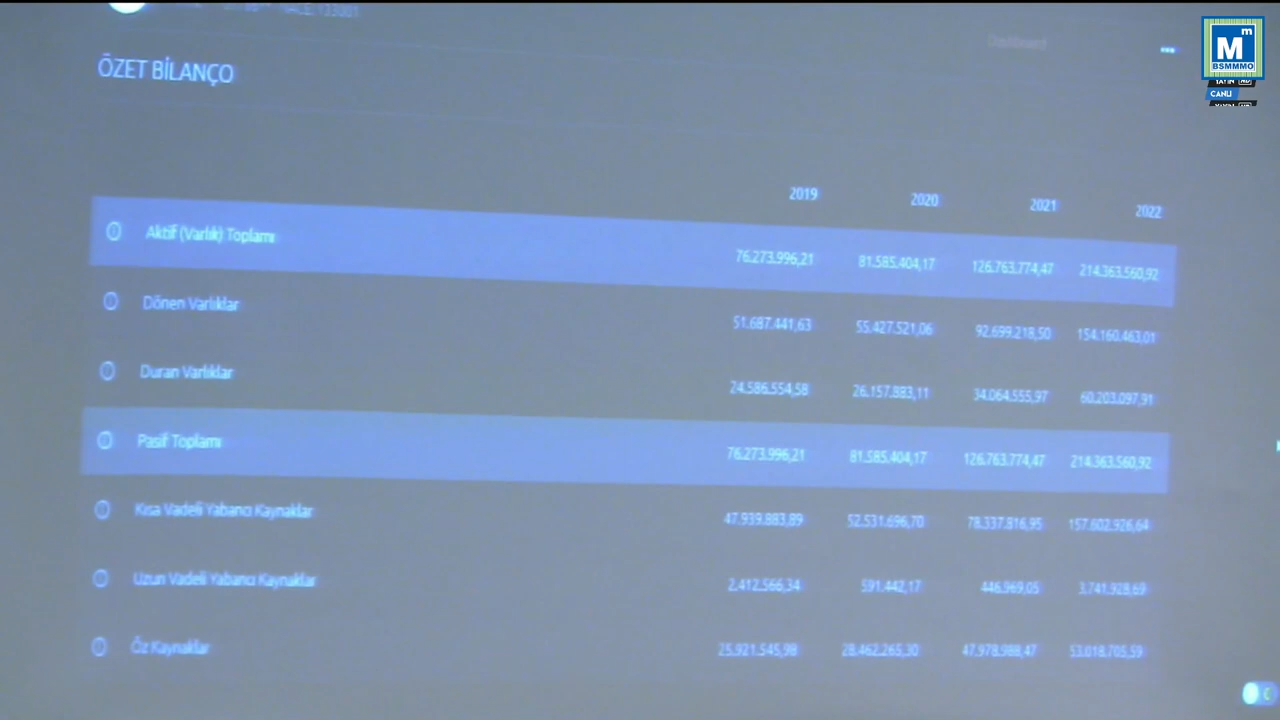 NACE: 133001
Dashboard
ÖZET BİLANÇO
2019 2020 2021 2022
Aktif (Varlık) Toplamı 76.273.996,21 81.585.404,17 126.763.774,47 214.363.560,92
Dönen Varlıklar 51.687.441,63 55.427.521,06 92.699.218,50 154.160.463,01
Duran Varlıklar 24.586.554,58 26.157.883,11 34.064.555,97 60.203.097,91
Pasif Toplamı 76.273.996,21 81.585.404,17 126.763.774,47 214.363.560,92
Kısa Vadeli Yabancı Kaynaklar 47.939.883,89 52.531.696,70 78.337.816,95 157.602.926,64
Uzun Vadeli Yabancı Kaynaklar 2.412.566,34 591.442,17 446.969,05 3.741.928,69
Öz Kaynaklar 25.921.545,98 28.462.265,30 47.978.988,47 53.018.705,59
Mm
BSMMMO
YAYIN HD
CANLI